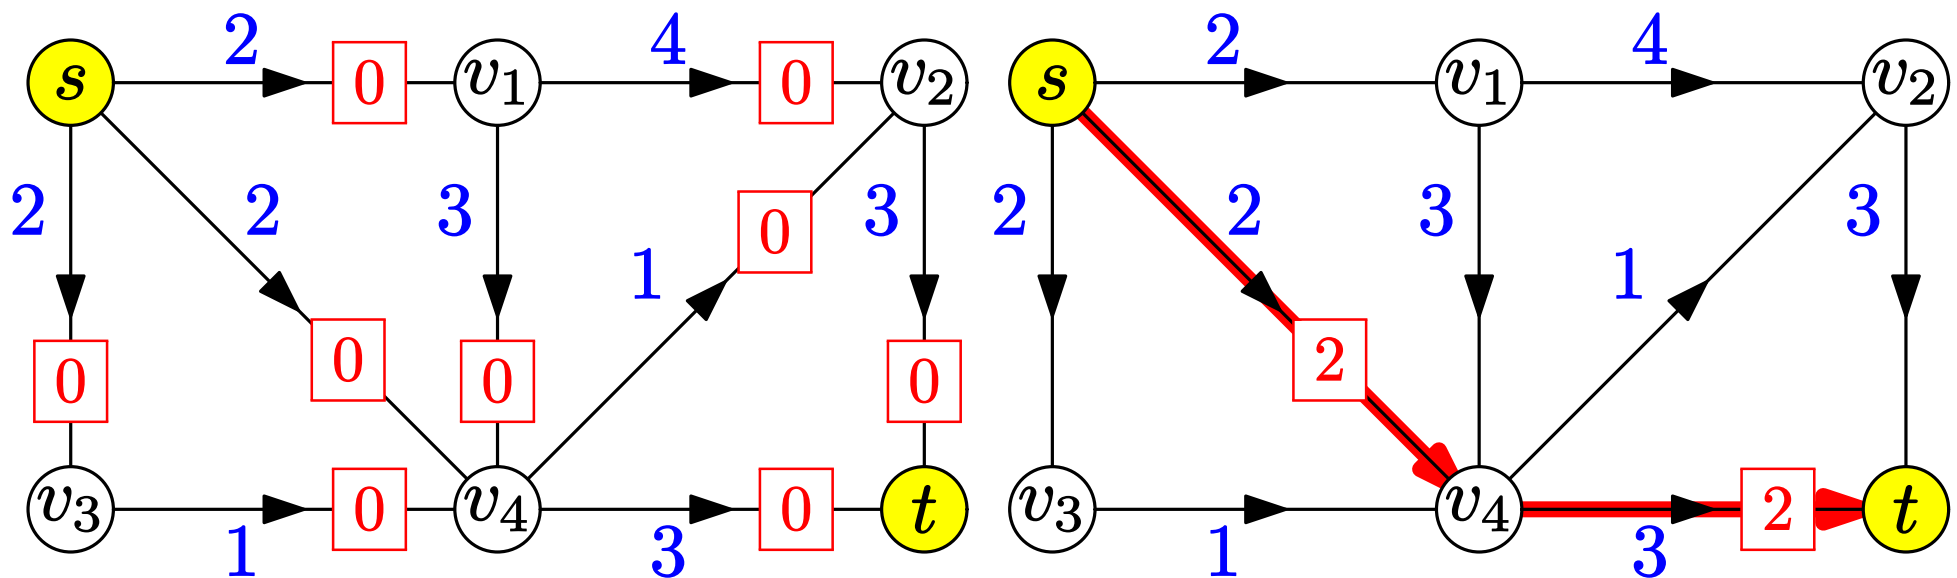 2 4 2 4
s 0 v₁ 0 v₂ s v₁ v₂
2 2 3 0 3 2 2 3 3
1 1
0 0 0 0 2
v₃ 0 v₄ 0 t v₃ v₄ 2 t
1 3 1 3